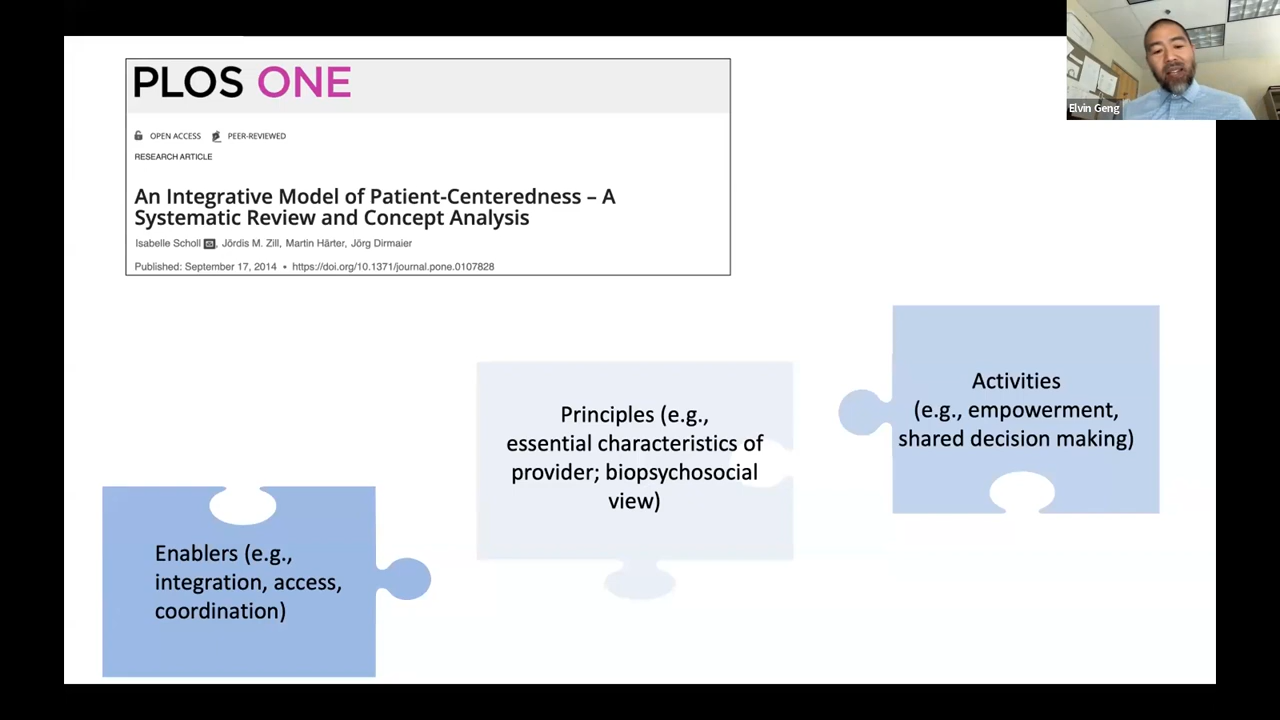 PLOS ONE
OPEN ACCESS PEER-REVIEWED
RESEARCH ARTICLE
An Integrative Model of Patient-Centeredness – A
Systematic Review and Concept Analysis
Isabelle Scholl , Jördis M. Zill, Martin Härter, Jörg Dirmaier
Published: September 17, 2014 • https://doi.org/10.1371/journal.pone.0107828
Elvin Geng
Enablers (e.g.,
integration, access,
coordination)
Principles (e.g.,
essential characteristics of
provider; biopsychosocial
view)
Activities
(e.g., empowerment,
shared decision making)